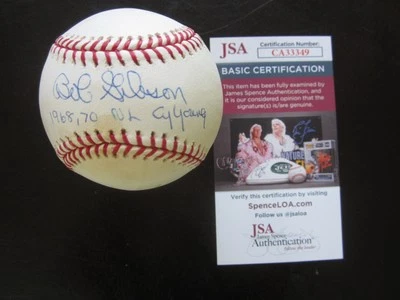 Bob Gibson
1968, 70 NL Cy Young
JSA
Certification Number:
CA33349
BASIC CERTIFICATION
This item has been fully examined by
James Spence Authentication, and
it is our considered opinion that the
signature(s) is/are genuine.
Verify this certification by visiting
SpenceLOA.com
Follow us @jsaloa
JSA
James Spence
Authentication